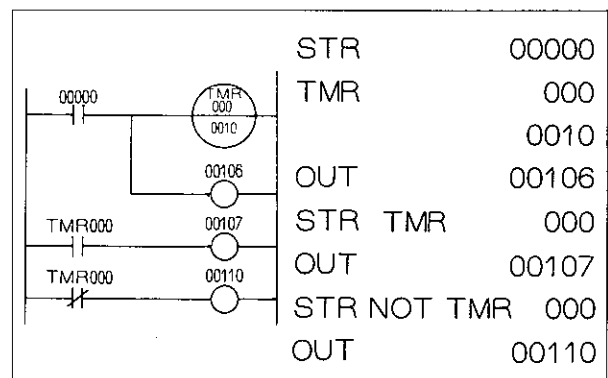 STR 00000
TMR 000
0010
OUT 00106
STR TMR 000
OUT 00107
STR NOT TMR 000
OUT 00110
00000
TMR
000
0010
00106
TMR000 00107
TMR000 00110